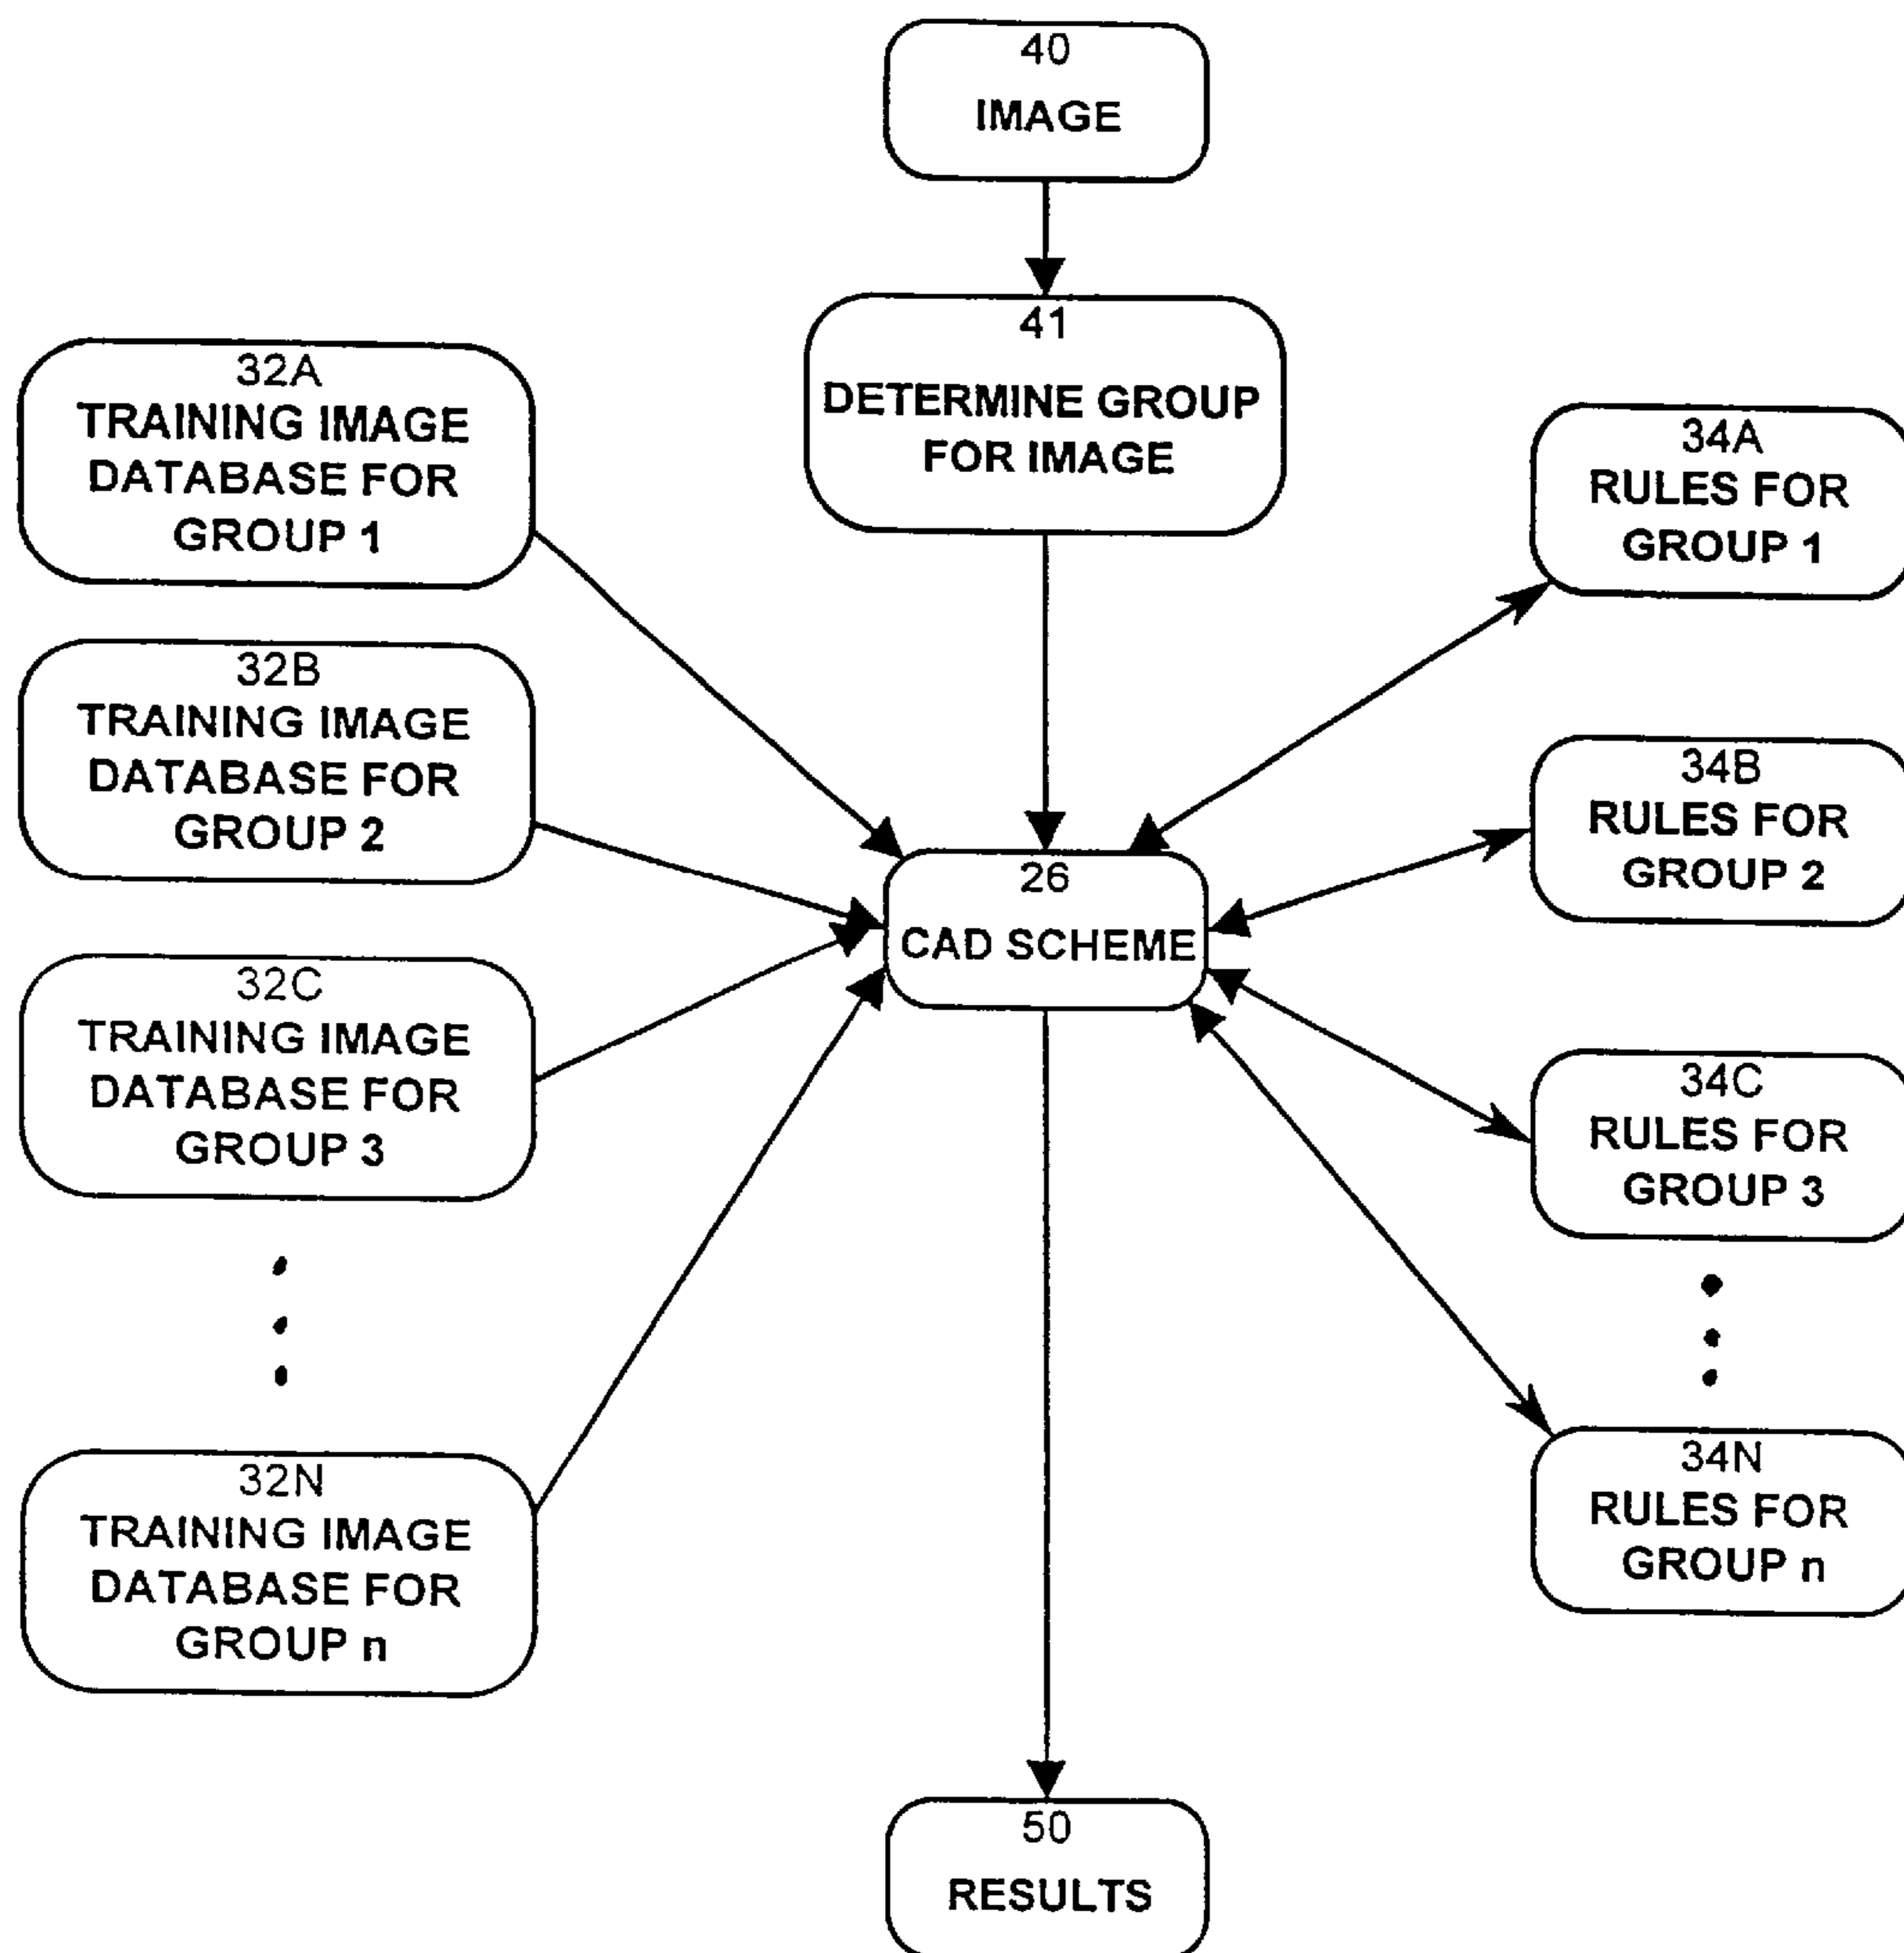 40
IMAGE
41
DETERMINE GROUP
FOR IMAGE
32A
TRAINING IMAGE
DATABASE FOR
GROUP 1
32B
TRAINING IMAGE
DATABASE FOR
GROUP 2
32C
TRAINING IMAGE
DATABASE FOR
GROUP 3
32N
TRAINING IMAGE
DATABASE FOR
GROUP n
26
CAD SCHEME
34A
RULES FOR
GROUP 1
34B
RULES FOR
GROUP 2
34C
RULES FOR
GROUP 3
34N
RULES FOR
GROUP n
50
RESULTS